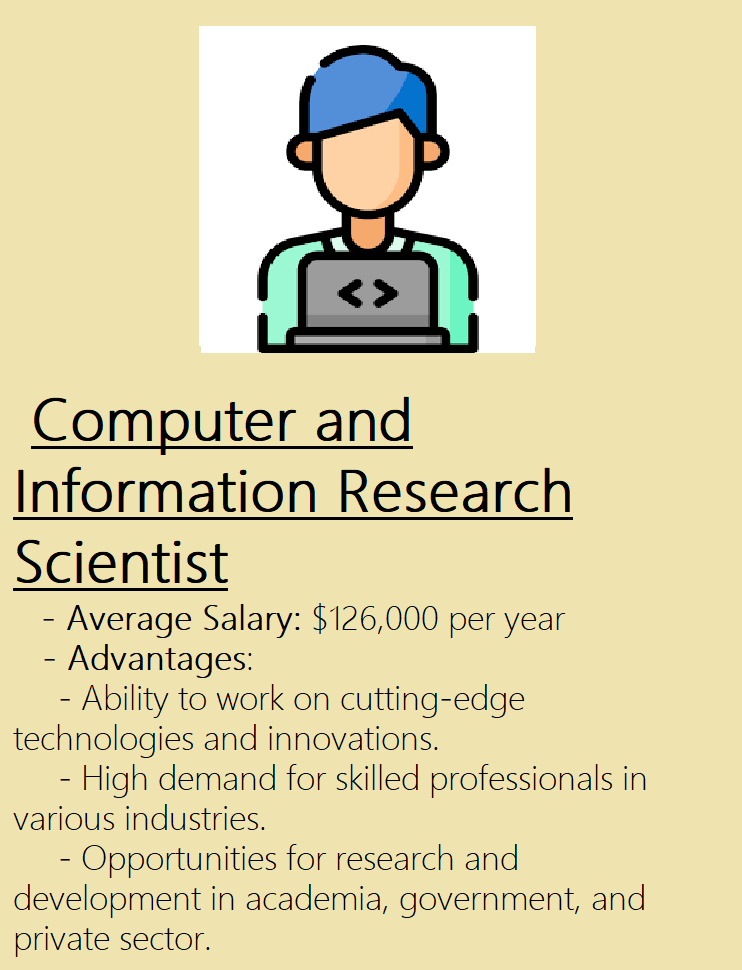 < >
Computer and
Information Research
Scientist
- Average Salary: $126,000 per year
- Advantages:
- Ability to work on cutting-edge
technologies and innovations.
- High demand for skilled professionals in
various industries.
- Opportunities for research and
development in academia, government, and
private sector.